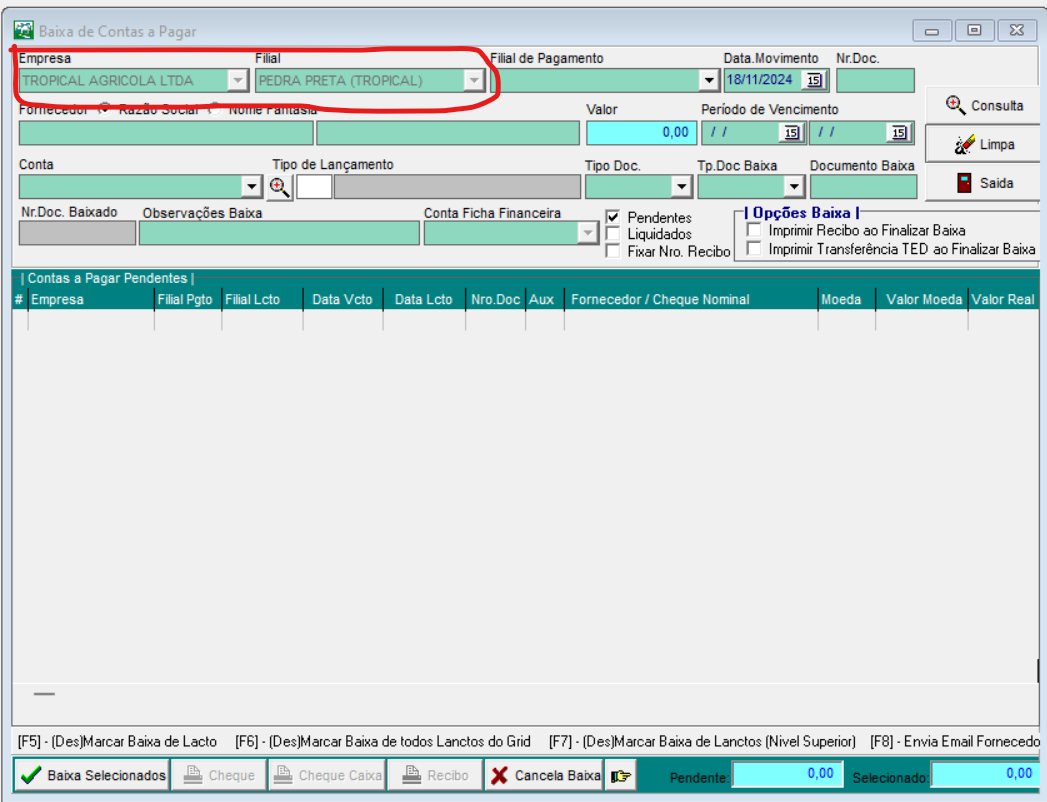 Baixa de Contas a Pagar
Empresa Filial Filial de Pagamento Data.Movimento Nr.Doc.
TROPICAL AGRICOLA LTDA PEDRA PRETA (TROPICAL) 18/11/2024 15
Consulta
Fornecedor Razão Social Nome Fantasia Valor Período de Vencimento
0,00 / / 15 / / 15
Limpa
Conta Tipo de Lançamento Tipo Doc. Tp.Doc Baixa Documento Baixa
Saida
Nr.Doc. Baixado Observações Baixa Conta Ficha Financeira Pendentes | Opções Baixa |
Liquidados Imprimir Recibo ao Finalizar Baixa
Fixar Nro. Recibo Imprimir Transferência TED ao Finalizar Baixa
| Contas a Pagar Pendentes |
# Empresa Filial Pgto Filial Lcto Data Vcto Data Lcto Nro.Doc Aux Fornecedor / Cheque Nominal Moeda Valor Moeda Valor Real
[F5] - (Des)Marcar Baixa de Lacto [F6] - (Des)Marcar Baixa de todos Lanctos do Grid [F7] - (Des)Marcar Baixa de Lanctos (Nivel Superior) [F8] - Envia Email Fornecedo
Baixa Selecionados Cheque Cheque Caixa Recibo Cancela Baixa Pendente: 0,00 Selecionado: 0,00